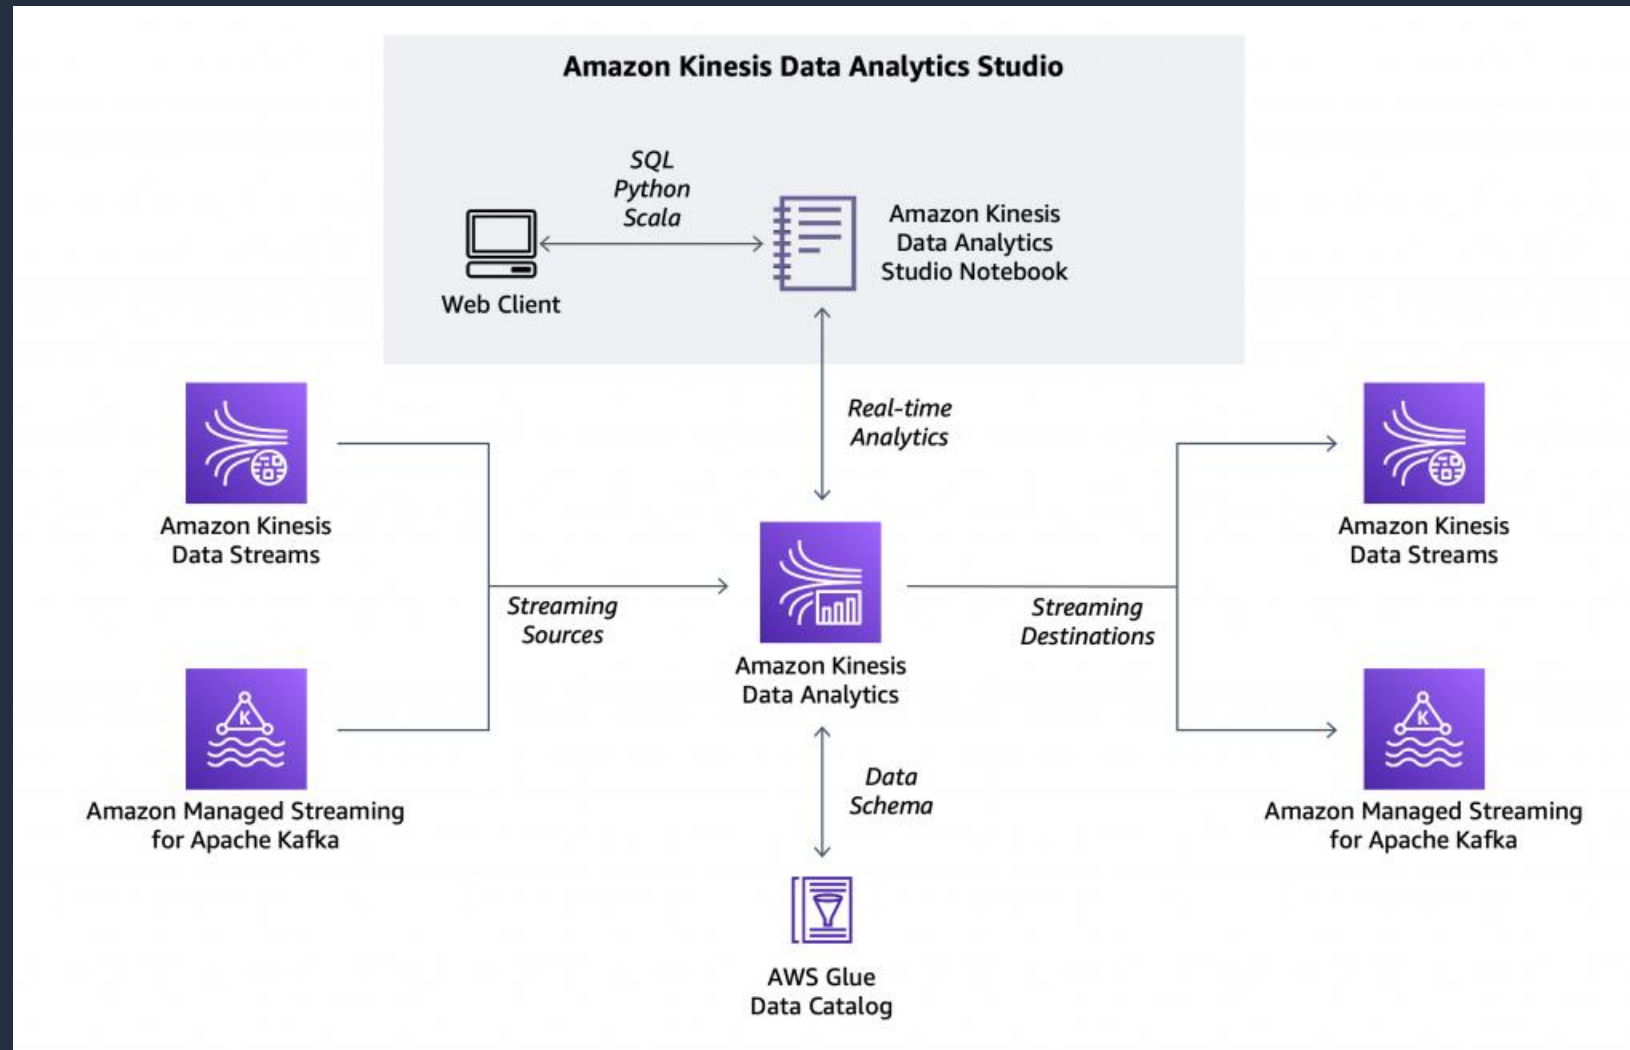 Amazon Kinesis Data Analytics Studio
SQL
Python
Scala
Web Client
Amazon Kinesis
Data Analytics
Studio Notebook
Real-time
Analytics
Amazon Kinesis
Data Streams
Amazon Managed Streaming
for Apache Kafka
K
Streaming
Sources
Amazon Kinesis
Data Analytics
Streaming
Destinations
Amazon Kinesis
Data Streams
K
Amazon Managed Streaming
for Apache Kafka
Data
Schema
AWS Glue
Data Catalog